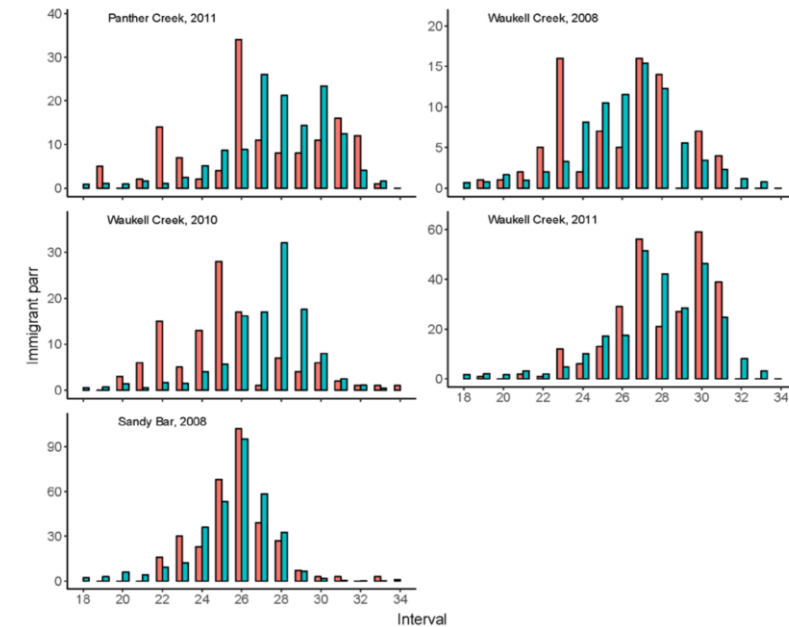 Panther Creek, 2011
40
30
20
10
0
Waukell Creek, 2008
20
15
10
5
0
Waukell Creek, 2010
30
20
10
0
Waukell Creek, 2011
60
40
20
0
18 20 22 24 26 28 30 32 34
Sandy Bar, 2008
90
60
30
0
18 20 22 24 26 28 30 32 34
Immigrant parr
Interval